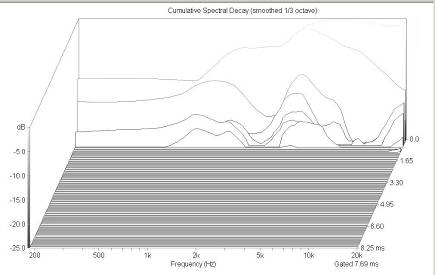 Cumulative Spectral Decay (smoothed 1/3 octave)
dB
0.0
-5.0
1.65
-10.0
3.30
-15.0
4.95
-20.0
6.60
-25.0
8.25 ms
200 500 1k 2k 5k 10k 20k
Frequency (Hz)
Gated 7.69 ms